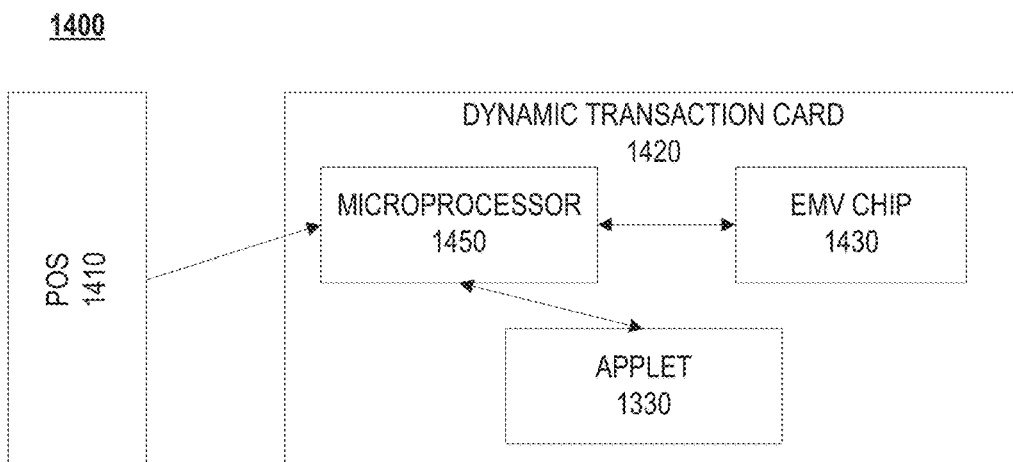 1400
DYNAMIC TRANSACTION CARD
1420
MICROPROCESSOR
1450
EMV CHIP
1430
POS
1410
APPLET
1330